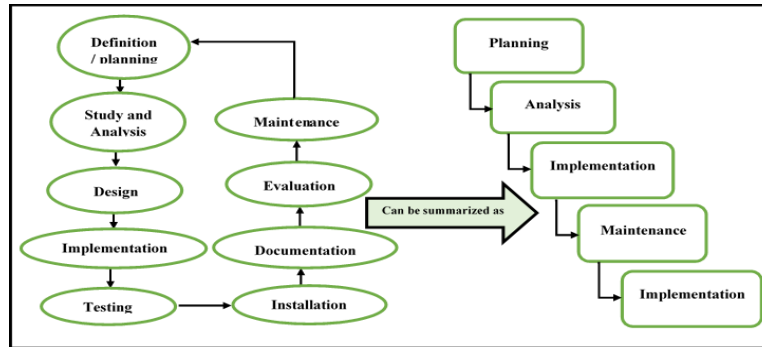 Definition
/ planning
Study and
Analysis
Design
Implementation
Testing
Installation
Documentation
Evaluation
Maintenance
Can be summarized as
Planning
Analysis
Implementation
Maintenance
Implementation